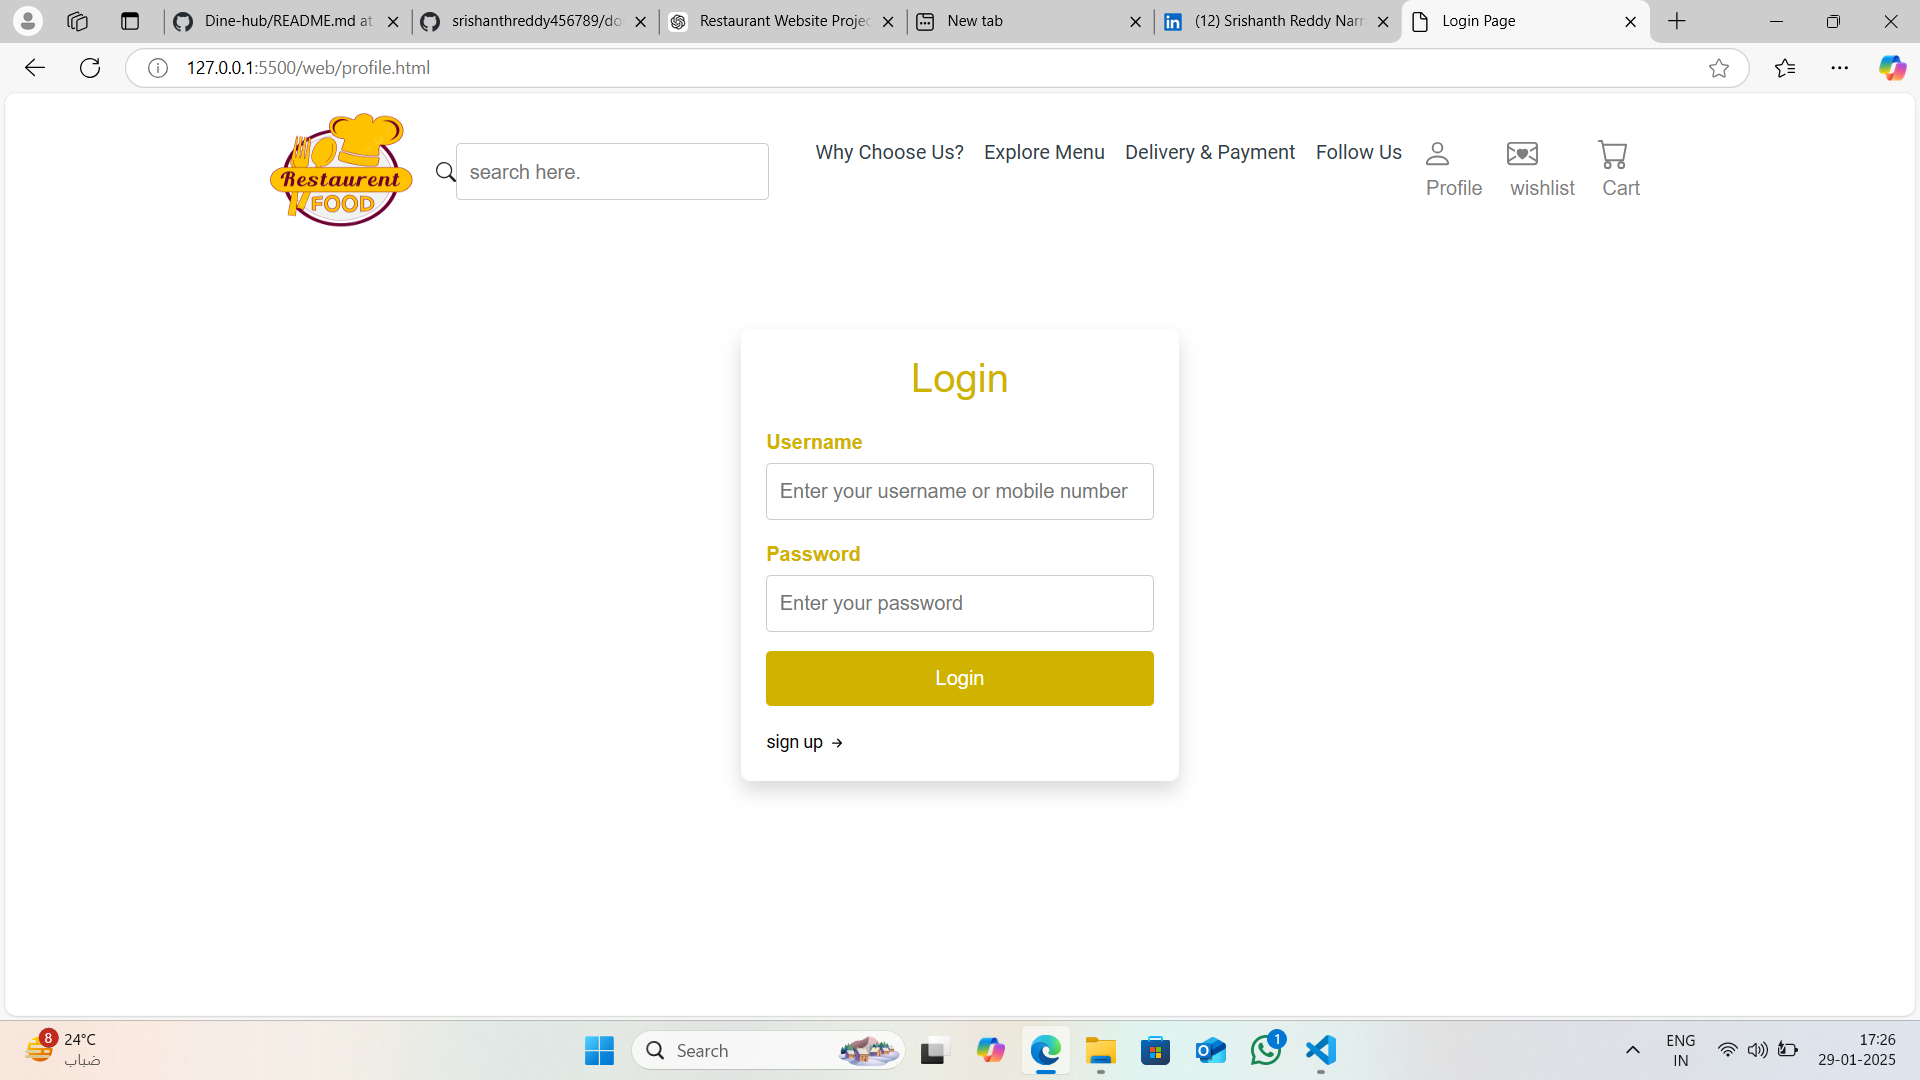 Dine-hub/README.md at
srishanthreddy456789/do
Restaurant Website Projec
New tab
(12) Srishanth Reddy Narr
Login Page
127.0.0.1:5500/web/profile.html
Restaurent
FOOD
search here.
Why Choose Us?
Explore Menu
Delivery & Payment
Follow Us
Profile
wishlist
Cart
Login
Username
Enter your username or mobile number
Password
Enter your password
Login
sign up →
8
24°C
ضباب
Search
1
ENG
IN
17:26
29-01-2025